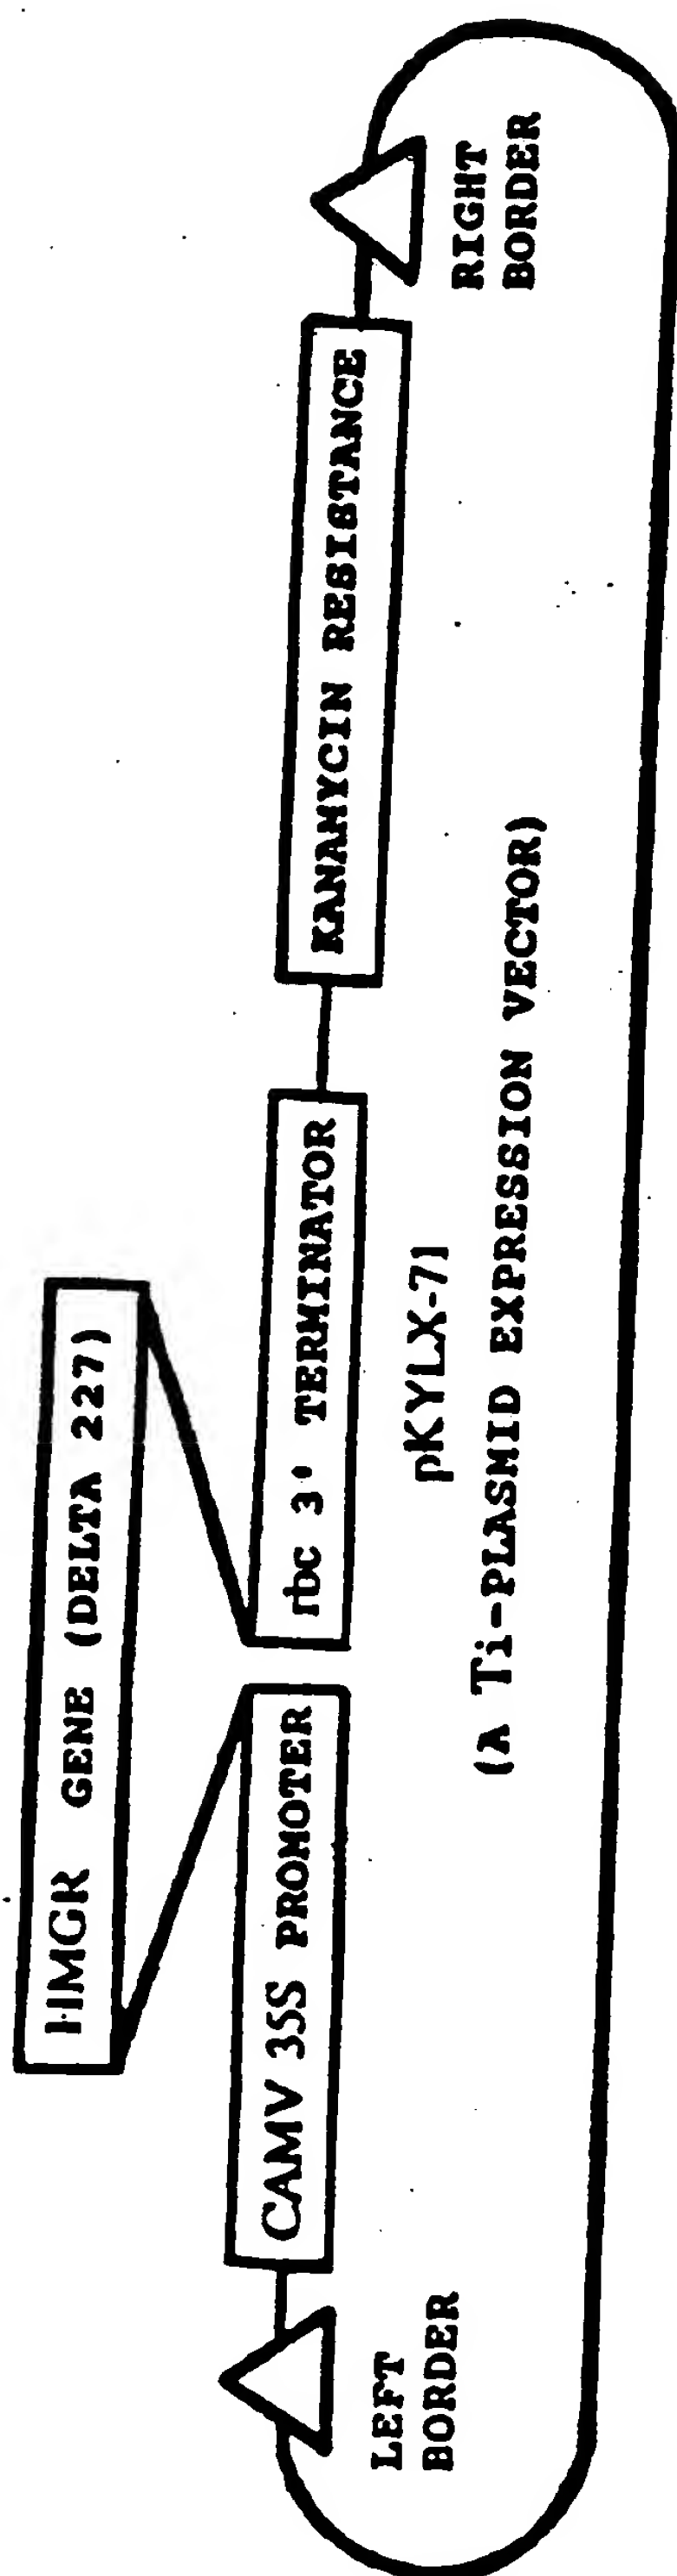 HMGR GENE (DELTA 227)
CAMV 35S PROMOTER
rbc 3' TERMINATOR
KANAMYCIN RESISTANCE
LEFT
BORDER
RIGHT
BORDER
pKYLX-71
(A Ti-PLASMID EXPRESSION VECTOR)